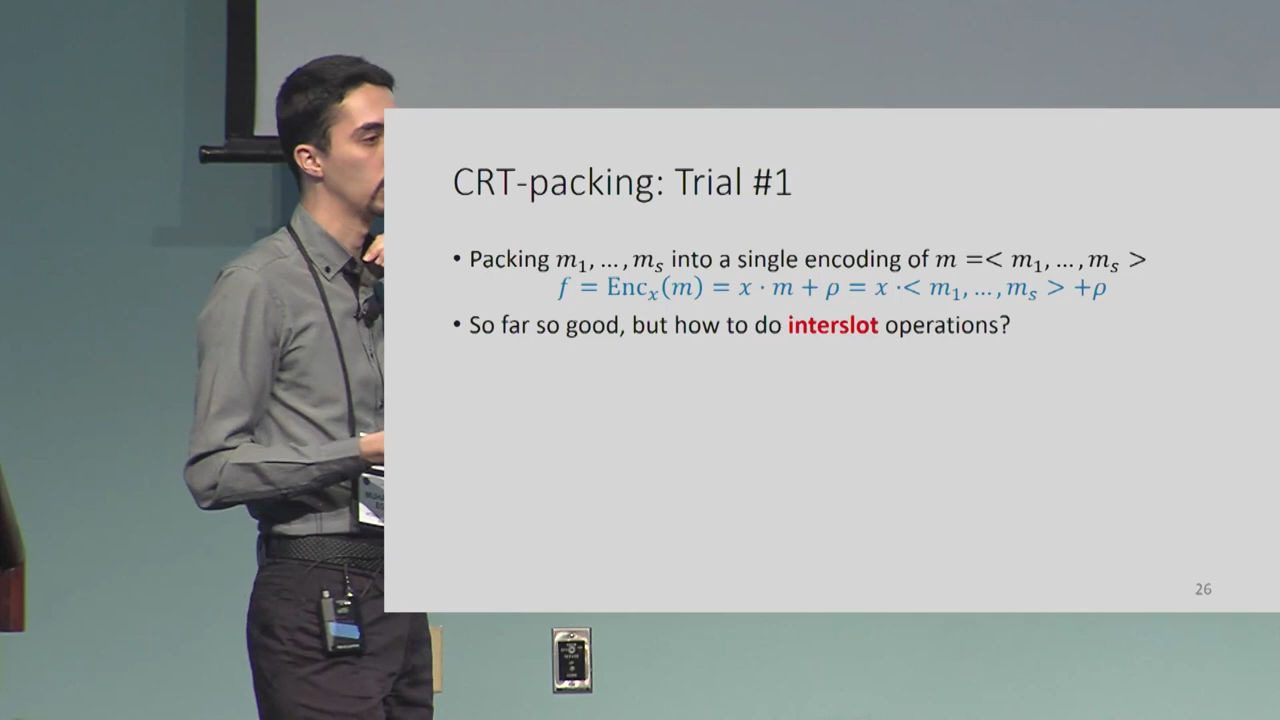 CRT-packing: Trial #1
• Packing m₁, …, mₛ into a single encoding of m =< m₁, …, mₛ >
f = Encₓ(m) = x · m + ρ = x ·< m₁, …, mₛ > +ρ
• So far so good, but how to do interslot operations?
26